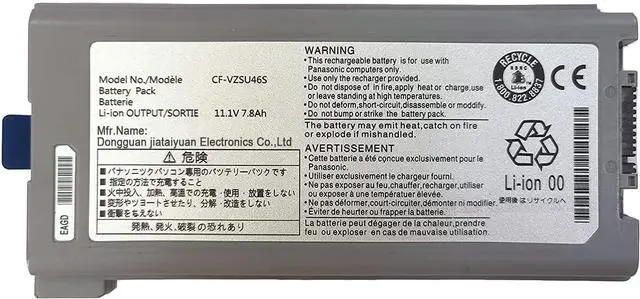 Model No./Modèle CF-VZSU46S
Battery Pack
Batterie
Li-ion OUTPUT/SORTIE 11.1V 7.8Ah
Mfr.Name:
Dongguan jiataiyuan Electronics Co.,Ltd
⚠ 危険
■パナソニックパソコン専用のバッテリーパックです
■指定の方法で充電すること
■火中投入、加熱、高温での充電・使用・放置をしない
■変形やショートさせたり、分解・改造をしない
■衝撃をちえない
発熱・発火・破裂の恐れあり
EAGD
WARNING
•This rechargeable battery is for use with
Panasonic computers only.
•Use only the recharger provided.
•Do not dispose of in fire,apply heat or charge,use
or leave standing at high temperatures.
•Do not deform,short-circuit,disassemble or modify.
•Do not bump or strike the battery pack.
The battery may emit heat,catch on fire
or explode if mishandled.
AVERTISSEMENT
•Cette batterie a étée conçue exclusivement pour le
Panasonic.
•Utiliser exclusivement le chargeur fourni.
•Ne pas exposer au feu,chauffer,recharger,utiliser
ou exposer à une température élevée.
•Ne pas déformer,court-circuiter,démonter ni modifier.
•Éviter de heurter ou frapper la batterie.
La batterie peut dégager de la chaleur,prendre
feu ou exploser en cas de mauvaise utilisation.
RECYCLE
RBRC
Li-ion
1.800.822.8837
Li-ion 00
使用後はリサイクルへ